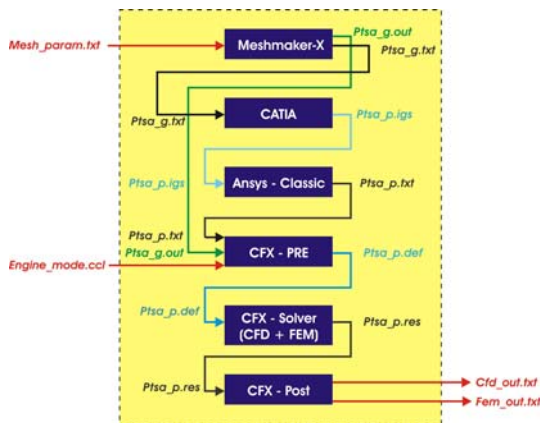 Ptsa_g.out
Mesh_param.txt
Meshmaker-X
Ptsa_g.txt
Ptsa_g.txt
CATIA
Ptsa_p.igs
Ptsa_p.igs
Ansys - Classic
Ptsa_p.txt
Ptsa_p.txt
Ptsa_g.out
CFX - PRE
Ptsa_p.def
Engine_mode.ccl
Ptsa_p.def
CFX - Solver
(CFD + FEM)
Ptsa_p.res
Ptsa_p.res
CFX - Post
Cfd_out.txt
Fem_out.txt